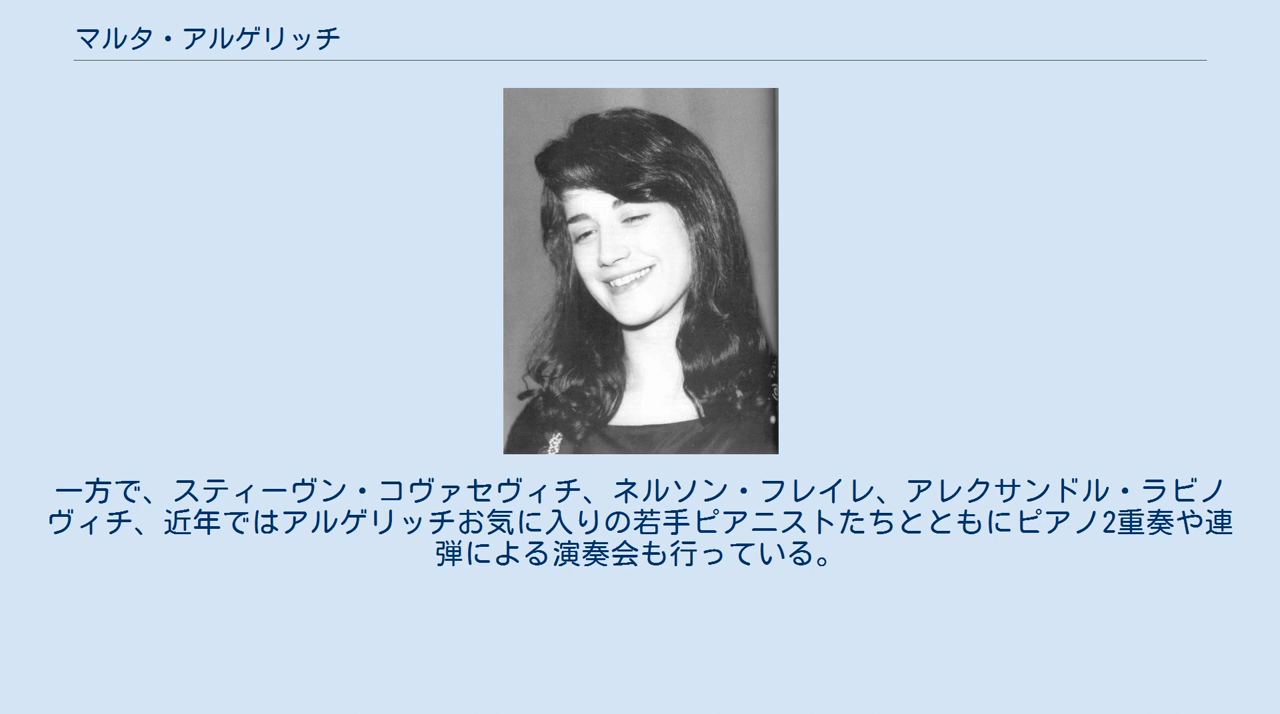 マルタ・アルゲリッチ
一方で、スティーヴン・コヴァセヴィチ、ネルソン・フレイレ、アレクサンドル・ラビノ
ヴィチ、近年ではアルゲリッチお気に入りの若手ピアニストたちとともにピアノ2重奏や連
弾による演奏会も行っている。